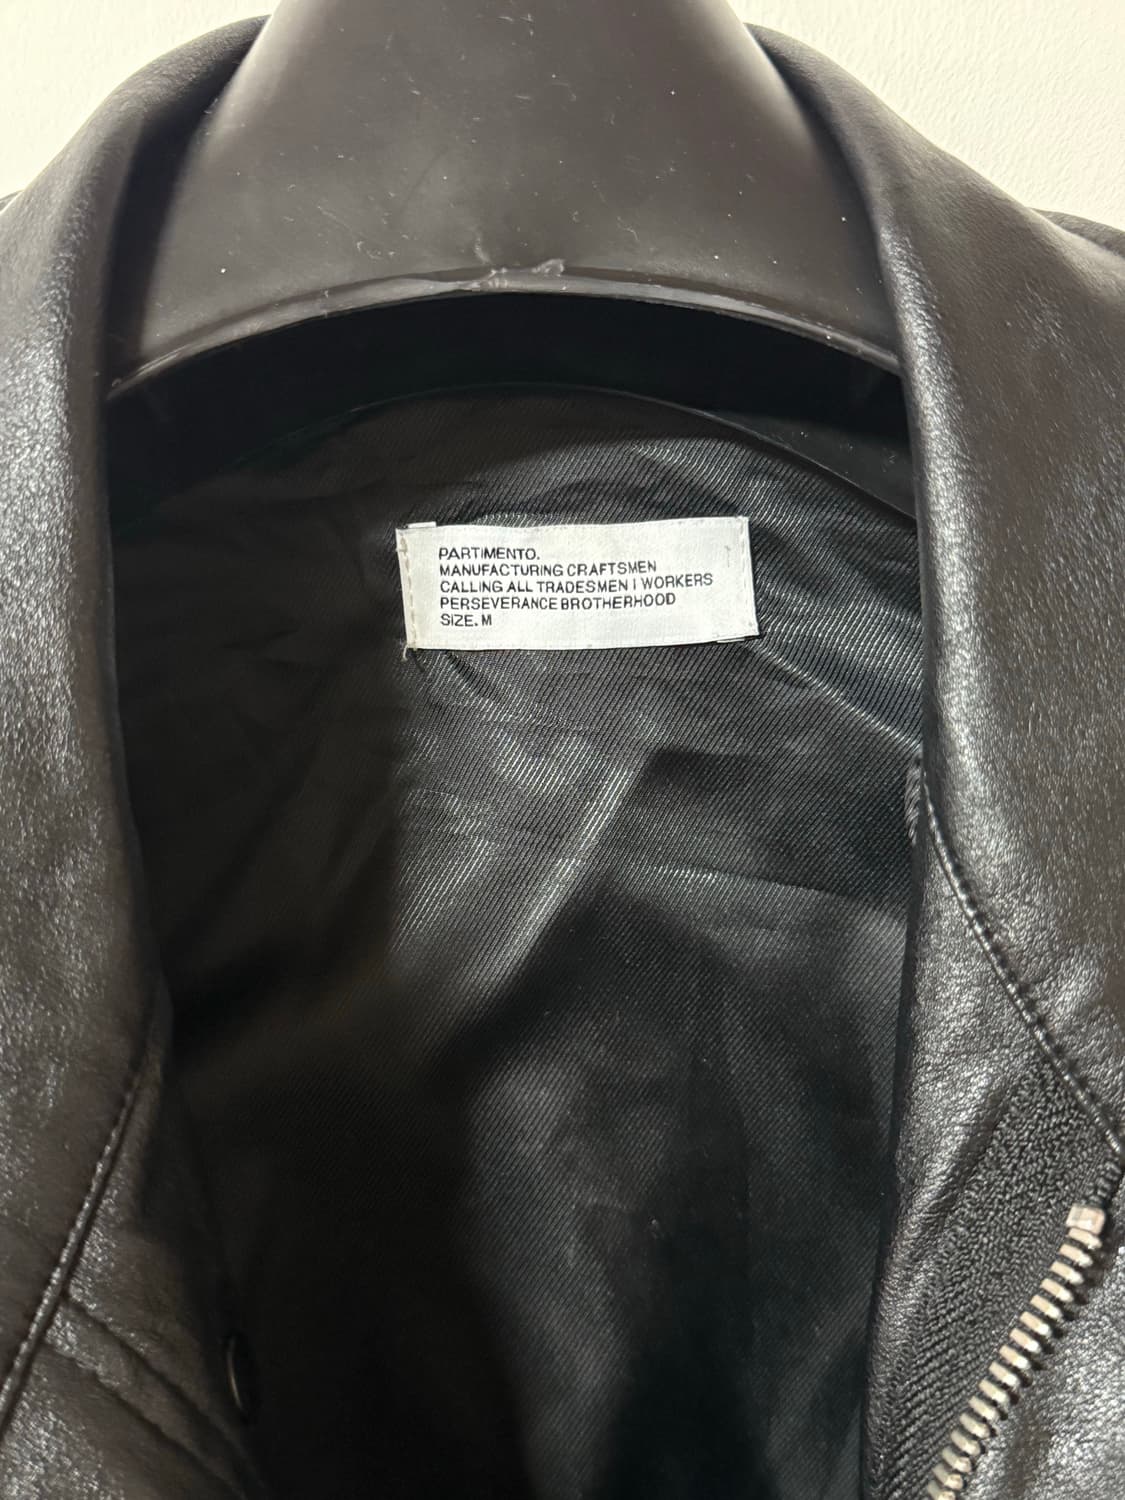 PARTIMENTO.
MANUFACTURING CRAFTSMEN
CALLING ALL TRADESMEN I WORKERS
PERSEVERANCE BROTHERHOOD
SIZE. M